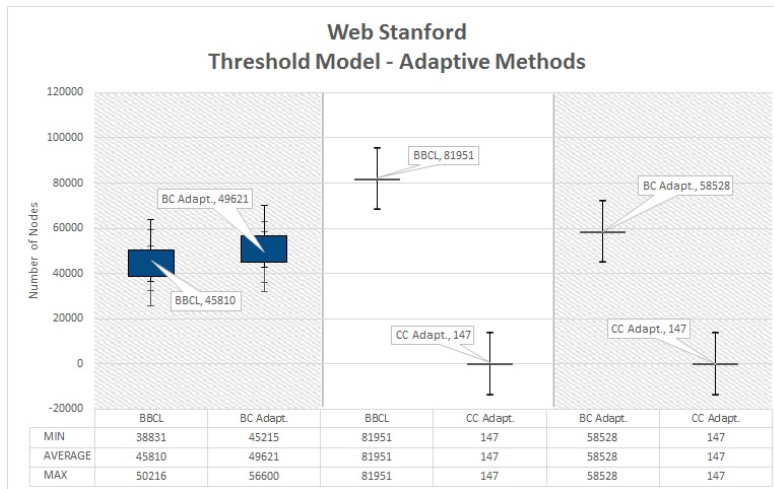 Web Stanford
Threshold Model - Adaptive Methods
Number of Nodes
120000
100000
80000
60000
40000
20000
0
-20000
BC Adapt., 49621
BBCL, 45810
BBCL, 81951
CC Adapt., 147
BC Adapt., 58528
CC Adapt., 147
BBCL BC Adapt. BBCL CC Adapt. BC Adapt. CC Adapt.
MIN 38831 45215 81951 147 58528 147
AVERAGE 45810 49621 81951 147 58528 147
MAX 50216 56600 81951 147 58528 147